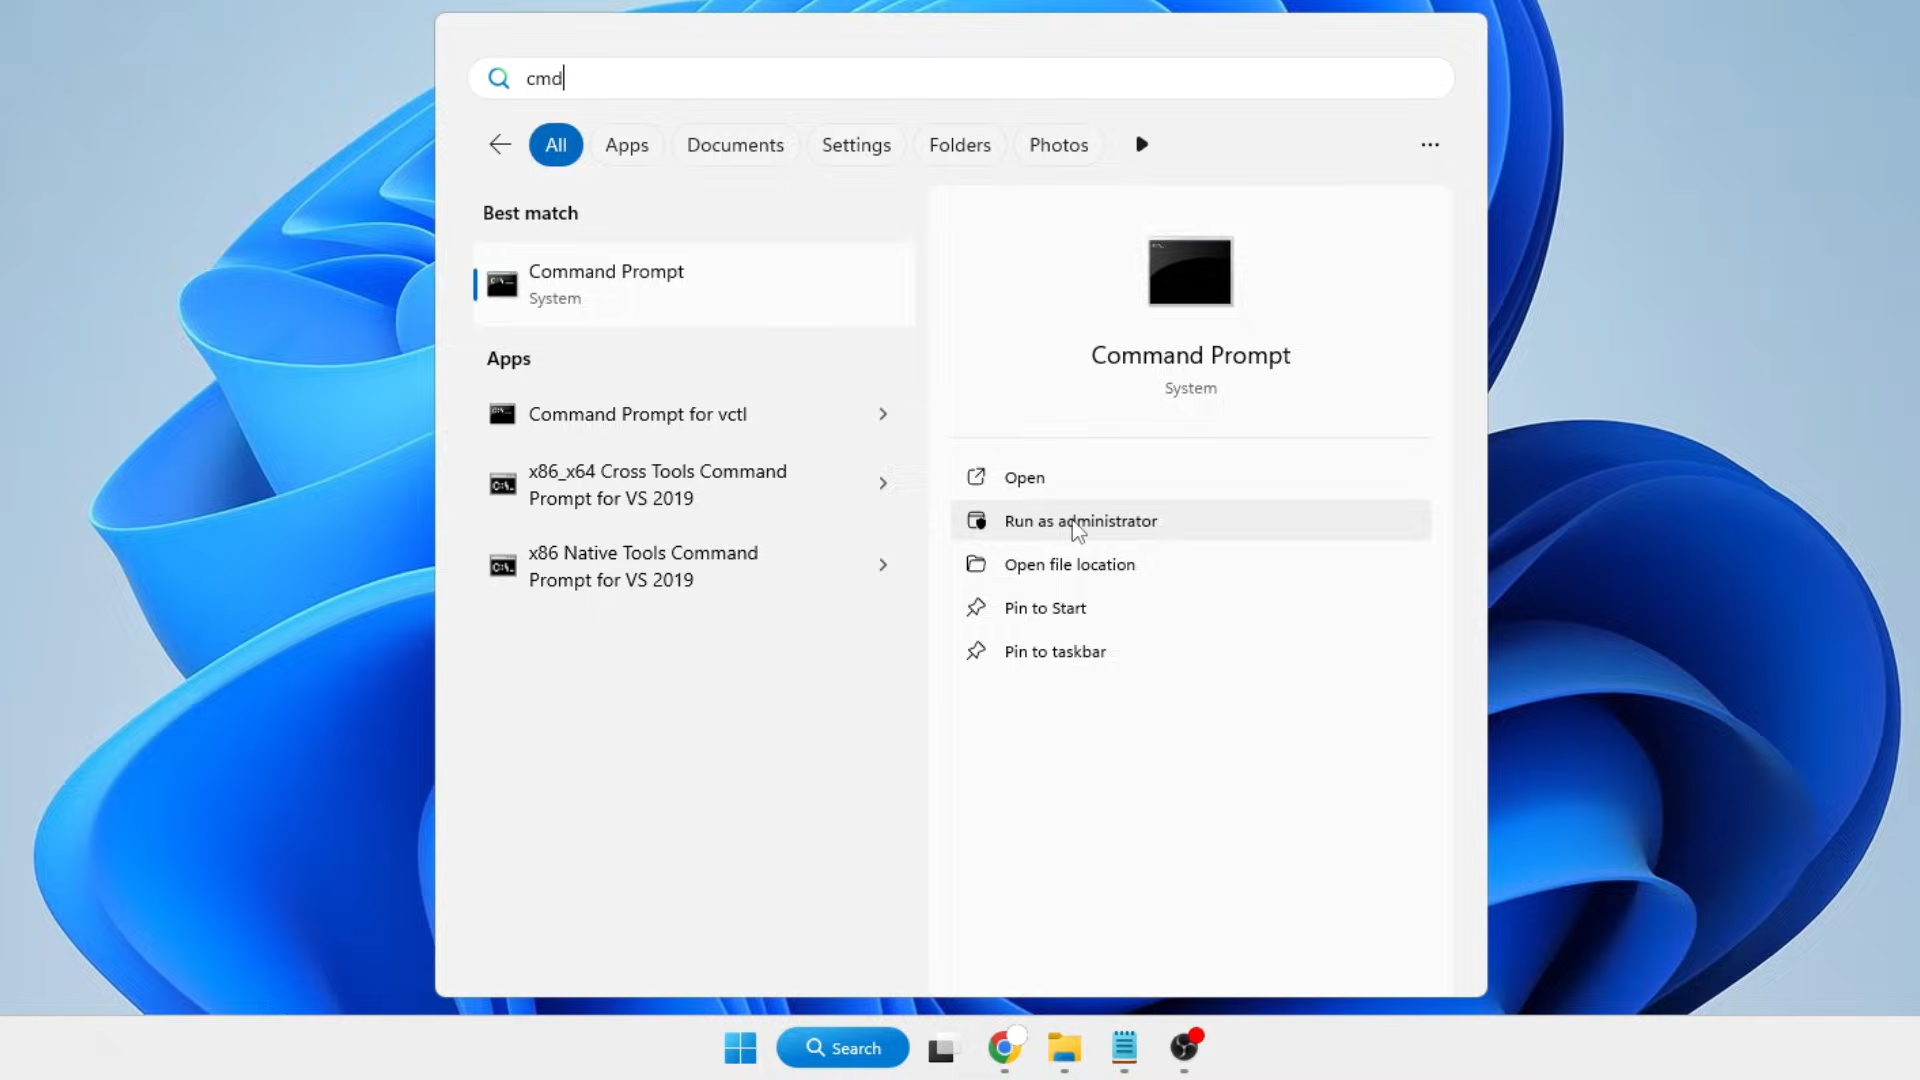 cmd
All Apps Documents Settings Folders Photos
Best match
Command Prompt
System
Apps
Command Prompt for vctl
x86_x64 Cross Tools Command
Prompt for VS 2019
x86 Native Tools Command
Prompt for VS 2019
Command Prompt
System
Open
Run as administrator
Open file location
Pin to Start
Pin to taskbar
Search